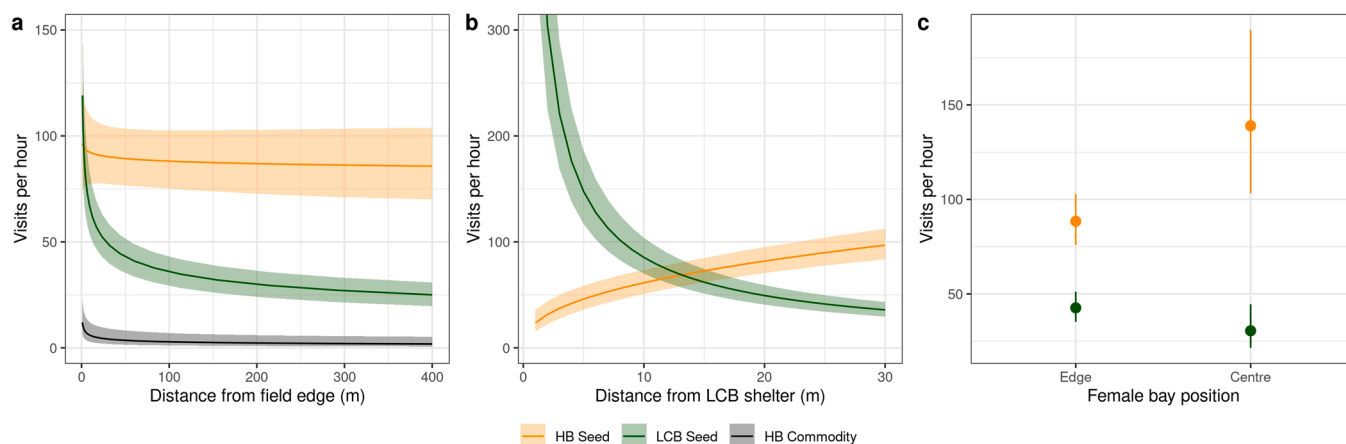 a
150
100
50
0
Visits per hour
0 100 200 300 400
Distance from field edge (m)
b
300
200
100
0
Visits per hour
0 10 20 30
Distance from LCB shelter (m)
c
150
100
50
Visits per hour
Edge Centre
Female bay position
HB Seed LCB Seed HB Commodity